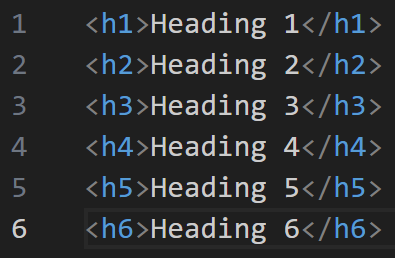 1 <h1>Heading 1</h1>
2 <h2>Heading 2</h2>
3 <h3>Heading 3</h3>
4 <h4>Heading 4</h4>
5 <h5>Heading 5</h5>
6 <h6>Heading 6</h6>